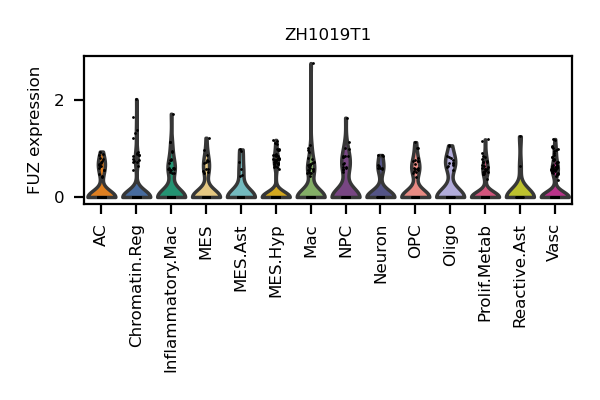 ZH1019T1
FUZ expression
2
0
AC
Chromatin.Reg
Inflammatory.Mac
MES
MES.Ast
MES.Hyp
Mac
NPC
Neuron
OPC
Oligo
Prolif.Metab
Reactive.Ast
Vasc